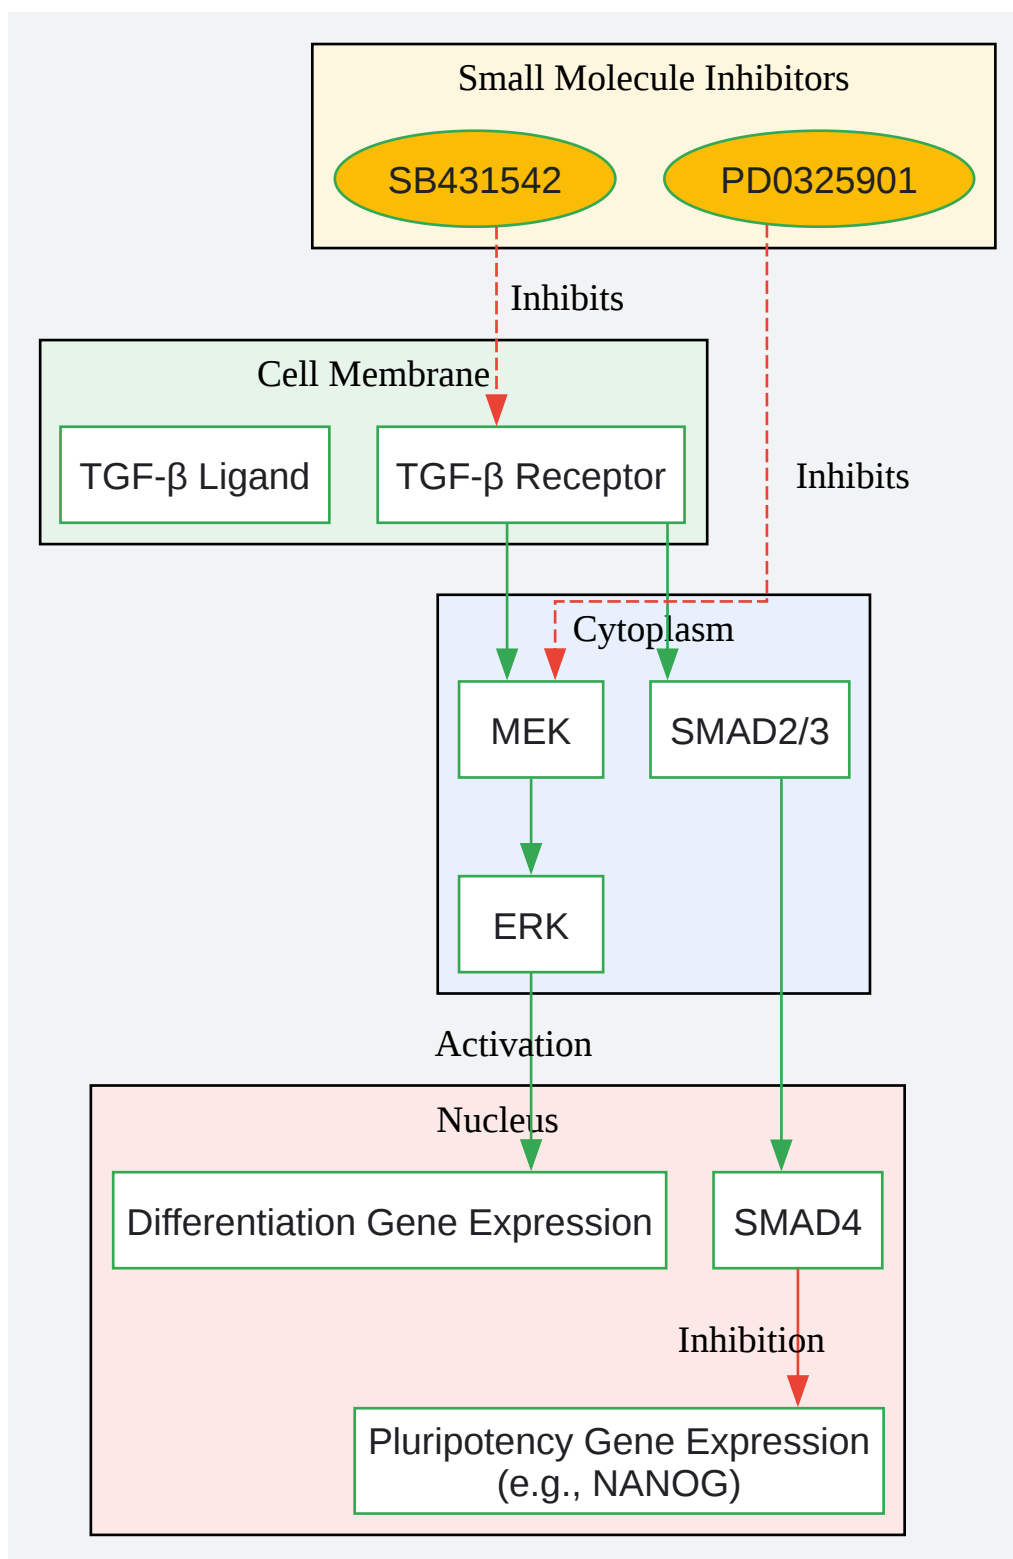 Small Molecule Inhibitors
SB431542
PD0325901
Inhibits
Cell Membrane
TGF-β Ligand
TGF-β Receptor
Inhibits
Cytoplasm
MEK
SMAD2/3
ERK
Activation
Nucleus
Differentiation Gene Expression
SMAD4
Inhibition
Pluripotency Gene Expression
(e.g., NANOG)